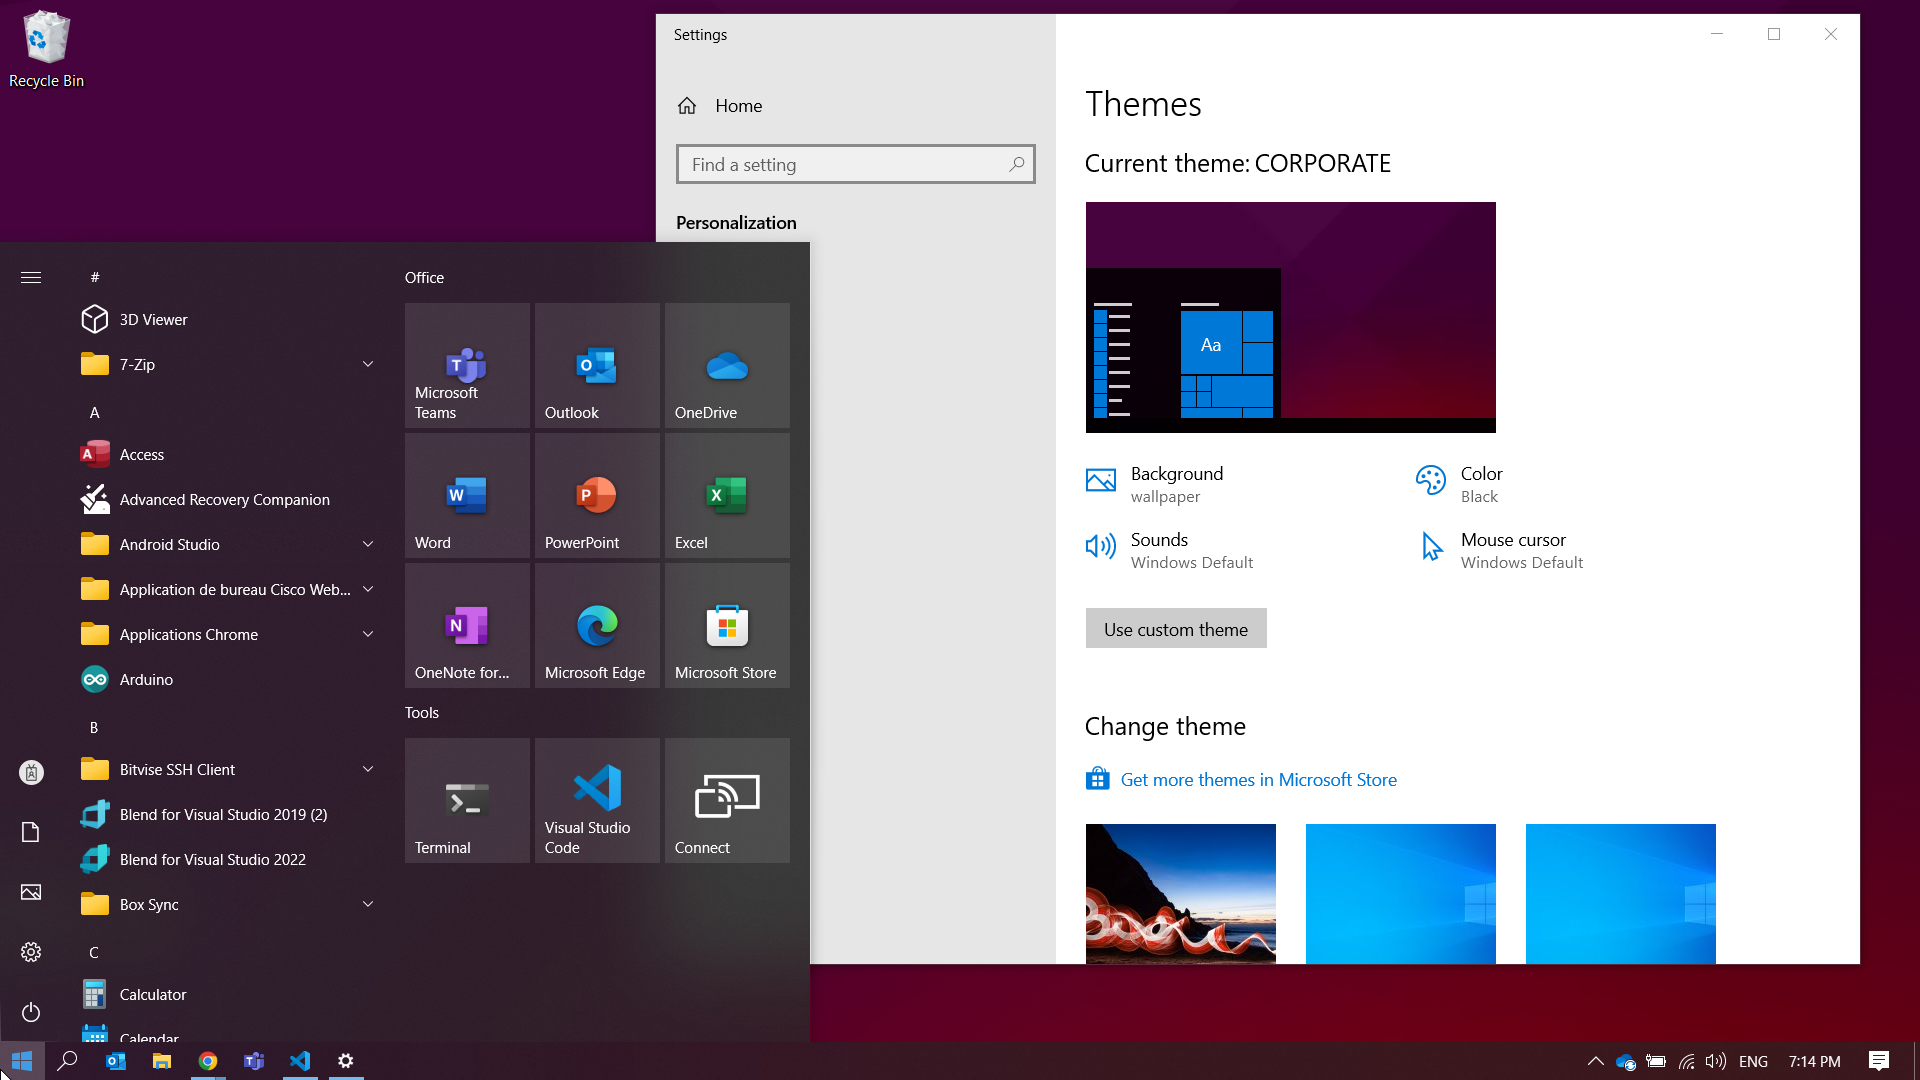 Recycle Bin
Settings
Home
Find a setting
Personalization
Themes
Current theme: CORPORATE
Aa
Background
wallpaper
Color
Black
Sounds
Windows Default
Mouse cursor
Windows Default
Use custom theme
Change theme
Get more themes in Microsoft Store
#
3D Viewer
7-Zip
A
Access
Advanced Recovery Companion
Android Studio
Application de bureau Cisco Web...
Applications Chrome
Arduino
B
Bitvise SSH Client
Blend for Visual Studio 2019 (2)
Blend for Visual Studio 2022
Box Sync
C
Calculator
Calendar
Office
Microsoft
Teams
Outlook
OneDrive
Word
PowerPoint
Excel
OneNote for...
Microsoft Edge
Microsoft Store
Tools
Terminal
Visual Studio
Code
Connect
ENG
7:14 PM